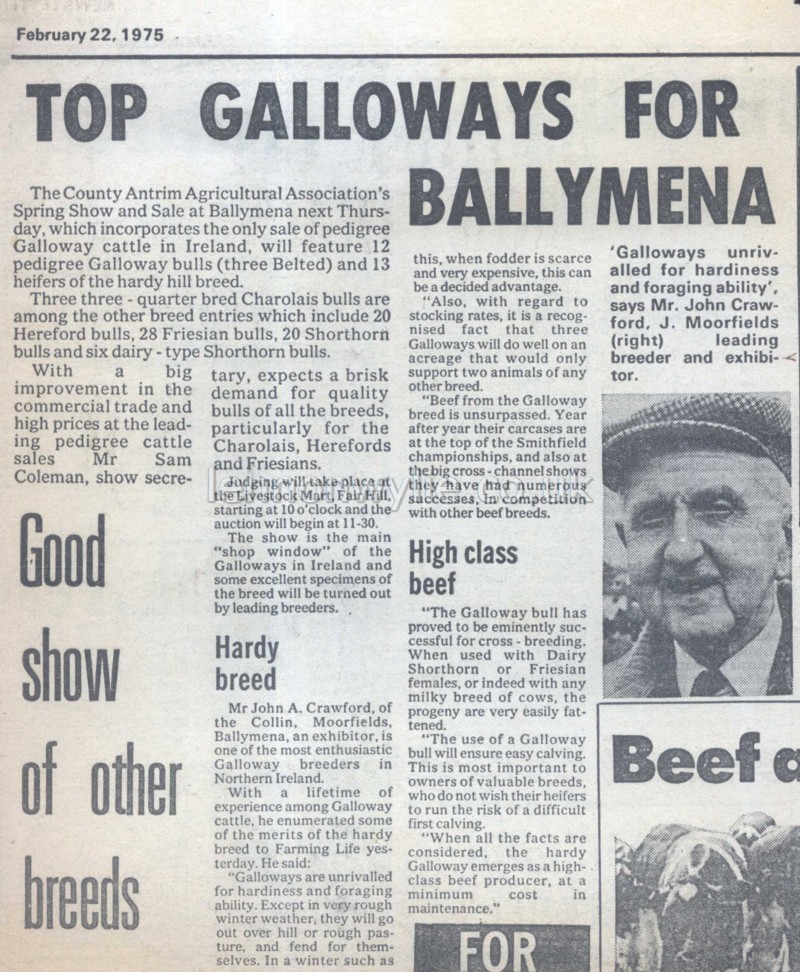 February 22, 1975
TOP GALLOWAYS FOR
BALLYMENA
The County Antrim Agricultural Association's
Spring Show and Sale at Ballymena next Thurs-
day, which incorporates the only sale of pedigree
Galloway cattle in Ireland, will feature 12
pedigree Galloway bulls (three Belted) and 13
heifers of the hardy hill breed.
Three three - quarter bred Charolais bulls are
among the other breed entries which include 20
Hereford bulls, 28 Friesian bulls, 20 Shorthorn
bulls and six dairy - type Shorthorn bulls.
With a big
improvement in the
commercial trade and
high prices at the lead-
ing pedigree cattle
sales Mr Sam
Coleman, show secre-
Good
show
of other
breeds
tary, expects a brisk
demand for quality
bulls of all the breeds,
particularly for the
Charolais, Herefords
and Friesians.
Judging will take place at
the Livestock Mart, Fair Hill,
starting at 10 o'clock and the
auction will begin at 11-30.
The show is the main
"shop window" of the
Galloways in Ireland and
some excellent specimens of
the breed will be turned out
by leading breeders.
Hardy
breed
Mr John A. Crawford, of
the Collin, Moorfields,
Ballymena, an exhibitor, is
one of the most enthusiastic
Galloway breeders in
Northern Ireland.
With a lifetime of
experience among Galloway
cattle, he enumerated some
of the merits of the hardy
breed to Farming Life yes-
terday. He said:
"Galloways are unrivalled
for hardiness and foraging
ability. Except in very rough
winter weather, they will go
out over hill or rough pas-
ture, and fend for them-
selves. In a winter such as
this, when fodder is scarce
and very expensive, this can
be a decided advantage.
"Also, with regard to
stocking rates, it is a recog-
nised fact that three
Galloways will do well on an
acreage that would only
support two animals of any
other breed.
"Beef from the Galloway
breed is unsurpassed. Year
after year their carcases are
at the top of the Smithfield
championships, and also at
the big cross - channel shows
they have had numerous
successes, in competition
with other beef breeds.
High class
beef
"The Galloway bull has
proved to be eminently suc-
cessful for cross - breeding.
When used with Dairy
Shorthorn or Friesian
females, or indeed with any
milky breed of cows, the
progeny are very easily fat-
tened.
"The use of a Galloway
bull will ensure easy calving.
This is most important to
owners of valuable breeds,
who do not wish their heifers
to run the risk of a difficult
first calving.
"When all the facts are
considered, the hardy
Galloway emerges as a high-
class beef producer, at a
minimum cost in
maintenance."
FOR
'Galloways unriv-
alled for hardiness
and foraging ability',
says Mr. John Craw-
ford, J. Moorfields
(right) leading
breeder and exhibi-
tor.
Beef a